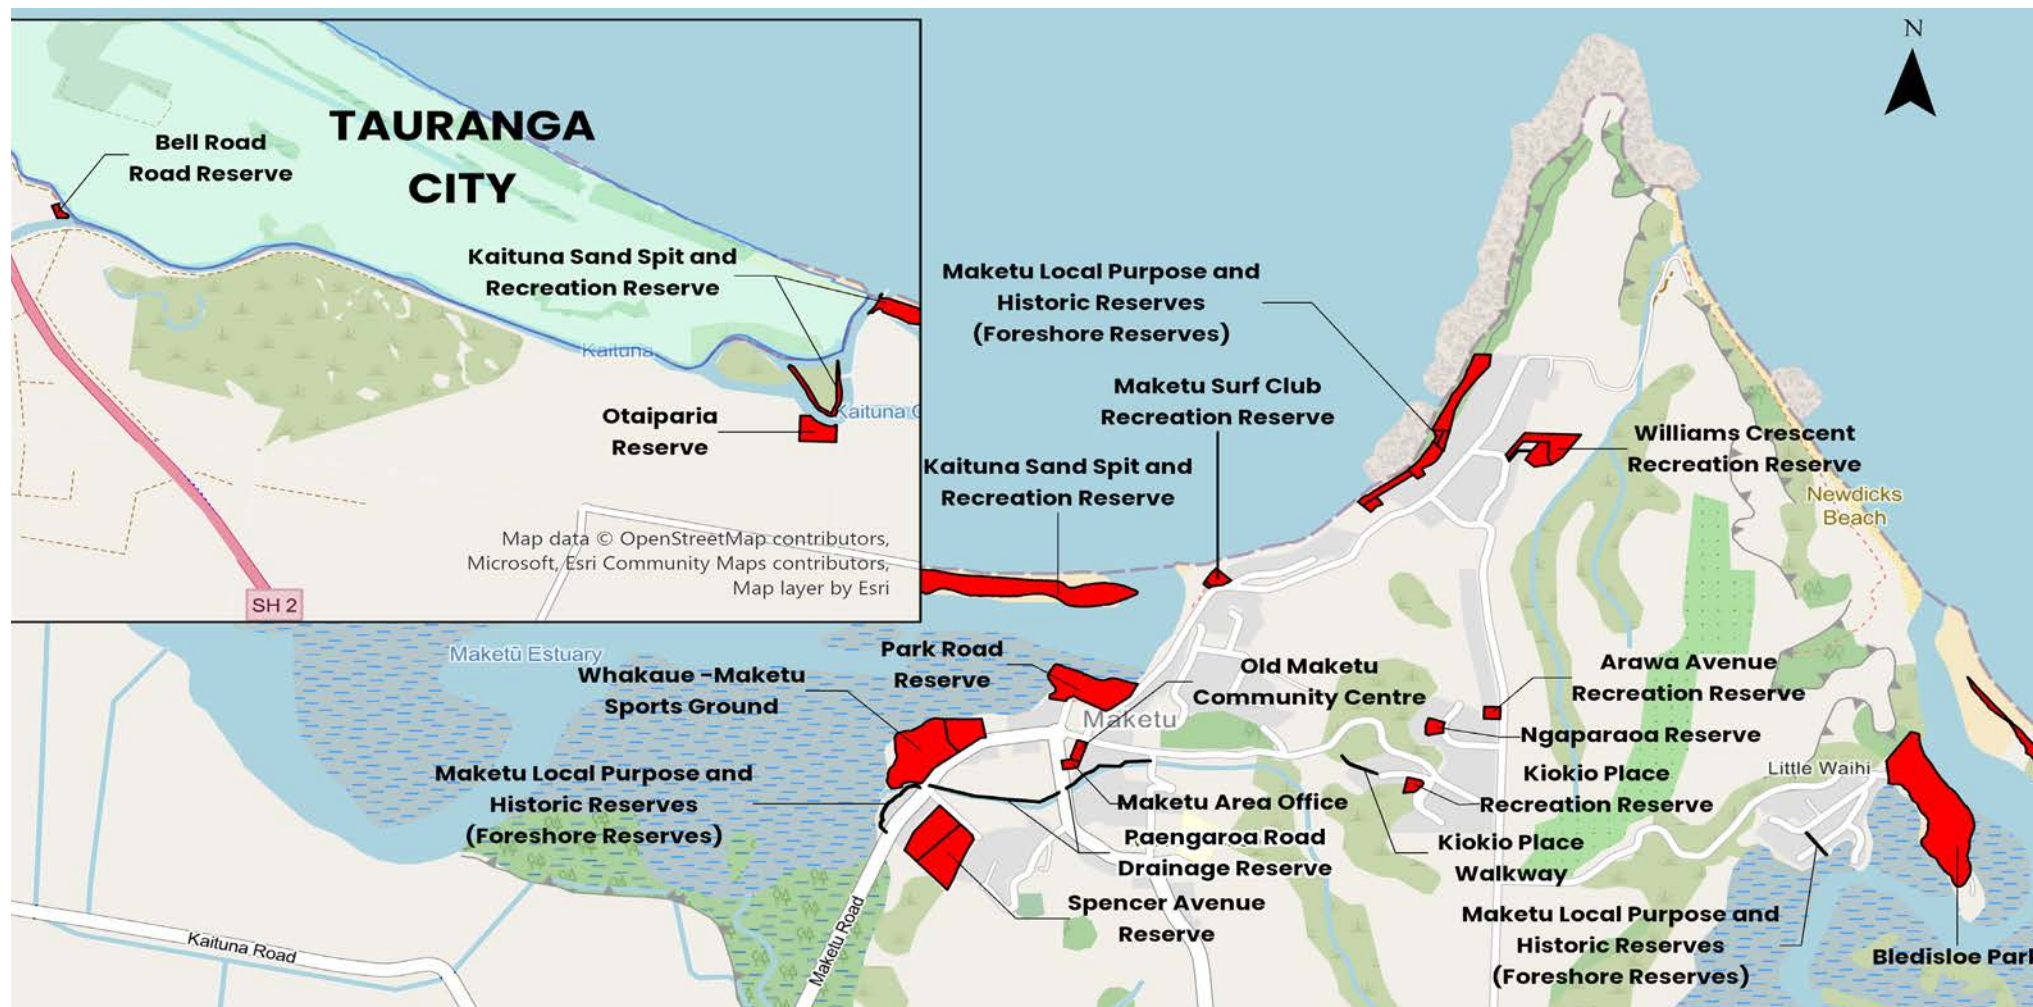 N
TAURANGA
CITY
Bell Road
Road Reserve
Kaituna Sand Spit and
Recreation Reserve
Kaituna
Otaiparia
Reserve
Kaituna
Map data © OpenStreetMap contributors,
Microsoft, Esri Community Maps contributors,
Map layer by Esri
SH 2
Maketu Local Purpose and
Historic Reserves
(Foreshore Reserves)
Maketu Surf Club
Recreation Reserve
Kaituna Sand Spit and
Recreation Reserve
Williams Crescent
Recreation Reserve
Newdicks
Beach
Maketū Estuary
Whakaue -Maketu
Sports Ground
Park Road
Reserve
Old Maketu
Community Centre
Maketu
Arawa Avenue
Recreation Reserve
Ngaparaoa Reserve
Kiokio Place
Recreation Reserve
Little Waihi
Maketu Local Purpose and
Historic Reserves
(Foreshore Reserves)
Maketu Area Office
Paengaroa Road
Drainage Reserve
Kiokio Place
Walkway
Spencer Avenue
Reserve
Maketu Local Purpose and
Historic Reserves
(Foreshore Reserves)
Bledisloe Park
Kaituna Road
Maketu Road